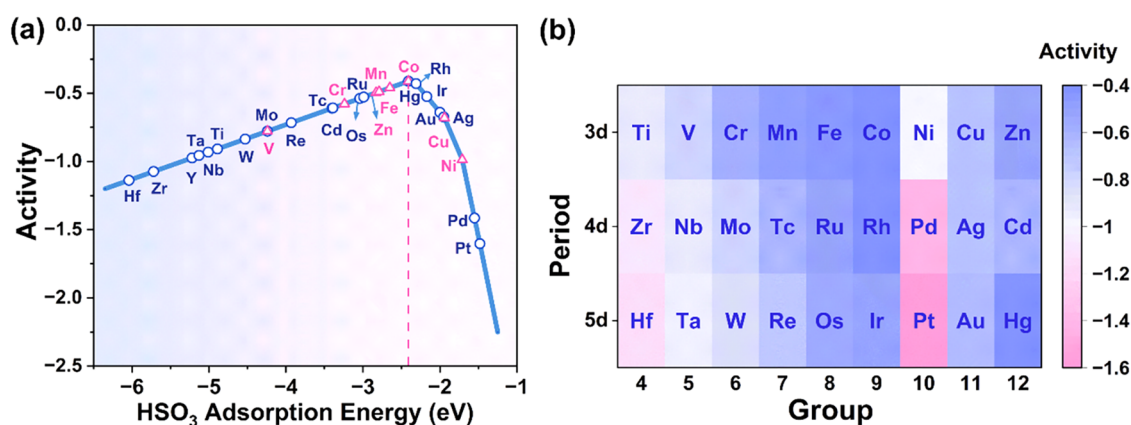 (a)
0.0
−0.5
−1.0
−1.5
−2.0
−2.5
Activity
Hf
Zr
Y
Ta
Nb
Ti
W
Mo
V
Re
Tc
Cr
Cd
Os
Ru
Zn
Mn
Fe
Co
Hg
Rh
Ir
Au
Ag
Cu
Ni
Pd
Pt
−6 −5 −4 −3 −2 −1
HSO₃ Adsorption Energy (eV)
(b)
Activity
3d Ti V Cr Mn Fe Co Ni Cu Zn
4d Zr Nb Mo Tc Ru Rh Pd Ag Cd
5d Hf Ta W Re Os Ir Pt Au Hg
Period
4 5 6 7 8 9 10 11 12
Group
−0.4
−0.6
−0.8
−1.0
−1.2
−1.4
−1.6